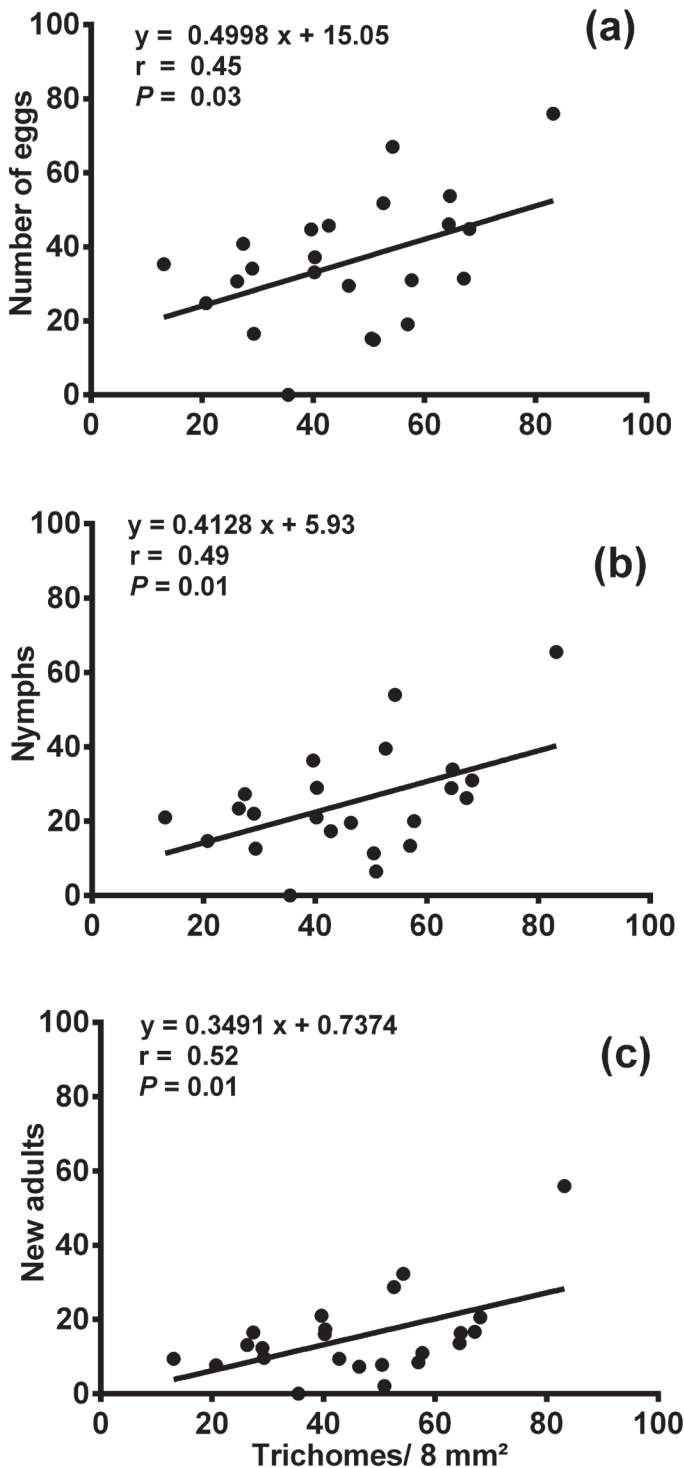 (a)
y = 0.4998 x + 15.05
r = 0.45
P = 0.03
Number of eggs
100
80
60
40
20
0
0 20 40 60 80 100
(b)
y = 0.4128 x + 5.93
r = 0.49
P = 0.01
Nymphs
100
80
60
40
20
0
0 20 40 60 80 100
(c)
y = 0.3491 x + 0.7374
r = 0.52
P = 0.01
New adults
100
80
60
40
20
0
0 20 40 60 80 100
Trichomes/ 8 mm²